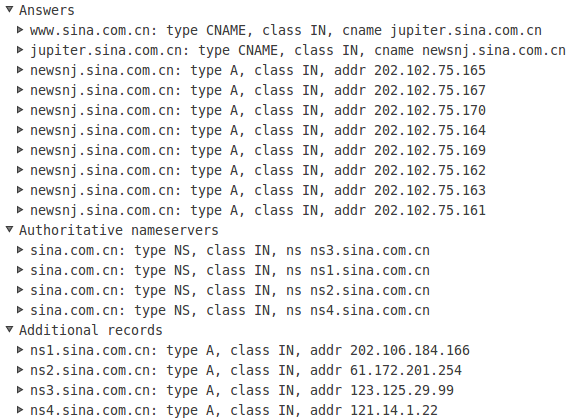 Answers
www.sina.com.cn: type CNAME, class IN, cname jupiter.sina.com.cn
jupiter.sina.com.cn: type CNAME, class IN, cname newsnj.sina.com.cn
newsnj.sina.com.cn: type A, class IN, addr 202.102.75.165
newsnj.sina.com.cn: type A, class IN, addr 202.102.75.167
newsnj.sina.com.cn: type A, class IN, addr 202.102.75.170
newsnj.sina.com.cn: type A, class IN, addr 202.102.75.164
newsnj.sina.com.cn: type A, class IN, addr 202.102.75.169
newsnj.sina.com.cn: type A, class IN, addr 202.102.75.162
newsnj.sina.com.cn: type A, class IN, addr 202.102.75.163
newsnj.sina.com.cn: type A, class IN, addr 202.102.75.161
Authoritative nameservers
sina.com.cn: type NS, class IN, ns ns3.sina.com.cn
sina.com.cn: type NS, class IN, ns ns1.sina.com.cn
sina.com.cn: type NS, class IN, ns ns2.sina.com.cn
sina.com.cn: type NS, class IN, ns ns4.sina.com.cn
Additional records
ns1.sina.com.cn: type A, class IN, addr 202.106.184.166
ns2.sina.com.cn: type A, class IN, addr 61.172.201.254
ns3.sina.com.cn: type A, class IN, addr 123.125.29.99
ns4.sina.com.cn: type A, class IN, addr 121.14.1.22